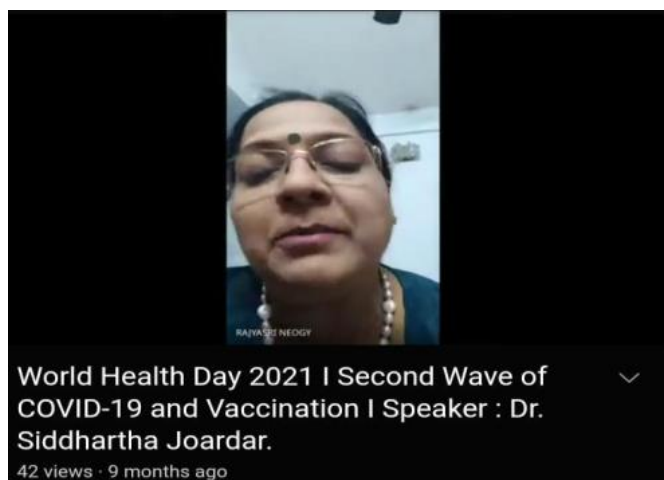 RAJYASRI NEOGY
World Health Day 2021 I Second Wave of
COVID-19 and Vaccination I Speaker : Dr.
Siddhartha Joardar.
42 views · 9 months ago